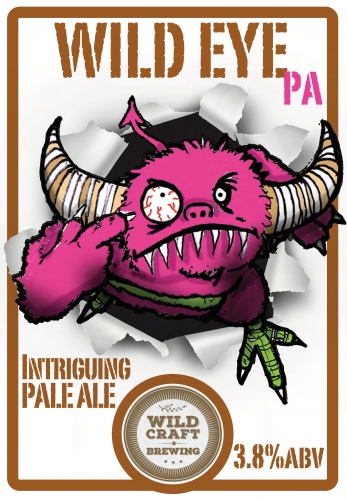 WILD EYE
PA
INTRIGUING
PALE ALE
WILD
CRAFT
BREWING
3.8%ABV